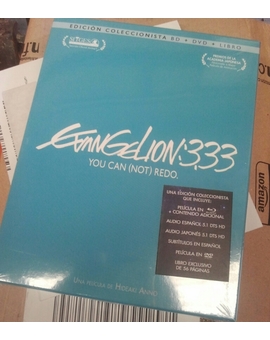 EDICIÓN COLECCIONISTA BD + DVD + LIBRO
EVANGELION:3.33
YOU CAN (NOT) REDO.
UNA EDICIÓN COLECCIONISTA
QUE INCLUYE:
PELÍCULA EN
+ CONTENIDO ADICIONAL
AUDIO ESPAÑOL 5.1 DTS-HD
AUDIO JAPONÉS 5.1 DTS-HD
SUBTÍTULOS EN ESPAÑOL
PELÍCULA EN DVD
LIBRO EXCLUSIVO
DE 56 PÁGINAS
UNA PELÍCULA DE HIDEAKI ANNO
amazon